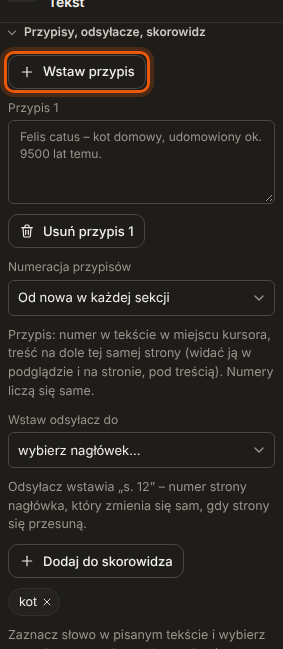 Tekst
Przypisy, odsyłacze, skorowidz
Wstaw przypis
Przypis 1
Felis catus – kot domowy, udomowiony ok.
9500 lat temu.
Usuń przypis 1
Numeracja przypisów
Od nowa w każdej sekcji
Przypis: numer w tekście w miejscu kursora,
treść na dole tej samej strony (widać ją w
podglądzie i na stronie, pod treścią). Numery
liczą się same.
Wstaw odsyłacz do
wybierz nagłówek...
Odsyłacz wstawia „s. 12” – numer strony
nagłówka, który zmienia się sam, gdy strony
się przesuną.
Dodaj do skorowidza
kot ×
Zaznacz słowo w pisanym tekście i wybierz